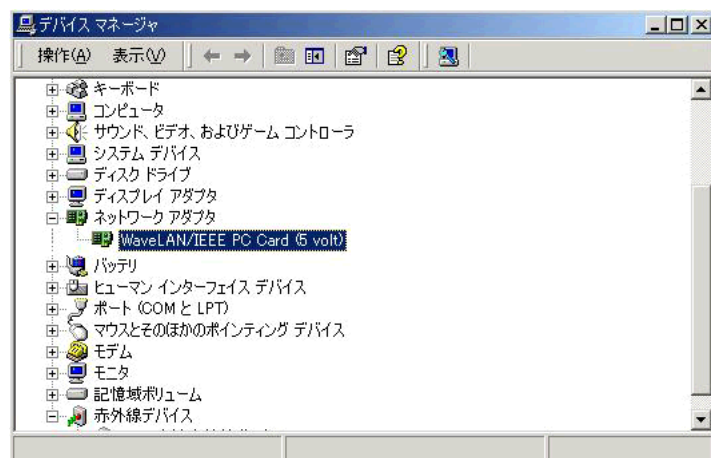 デバイス マネージャ
操作(A) 表示(V)
キーボード
コンピュータ
サウンド、ビデオ、およびゲーム コントローラ
システム デバイス
ディスク ドライブ
ディスプレイ アダプタ
ネットワーク アダプタ
WaveLAN/IEEE PC Card (5 volt)
バッテリ
ヒューマン インターフェイス デバイス
ポート (COM と LPT)
マウスとそのほかのポインティング デバイス
モデム
モニタ
記憶域ボリューム
赤外線デバイス